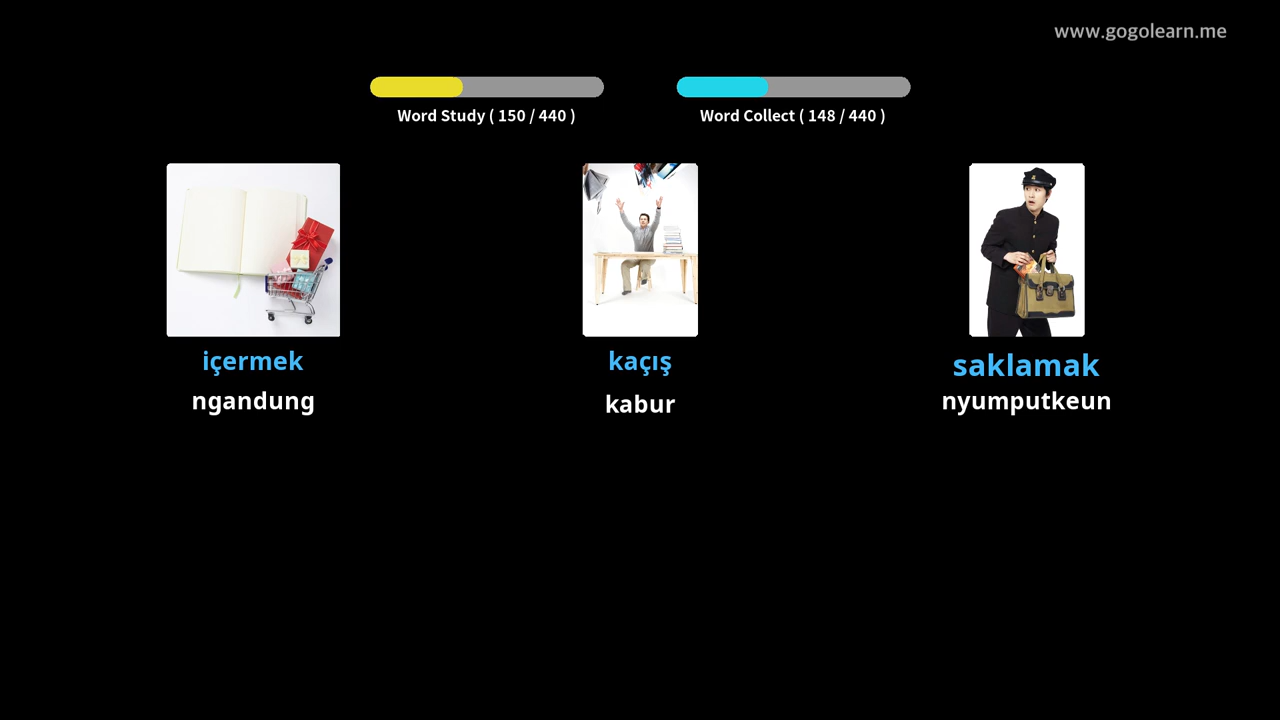 www.gogolearn.me
Word Study ( 150 / 440 )
Word Collect ( 148 / 440 )
içermek
ngandung
kaçış
kabur
saklamak
nyumputkeun